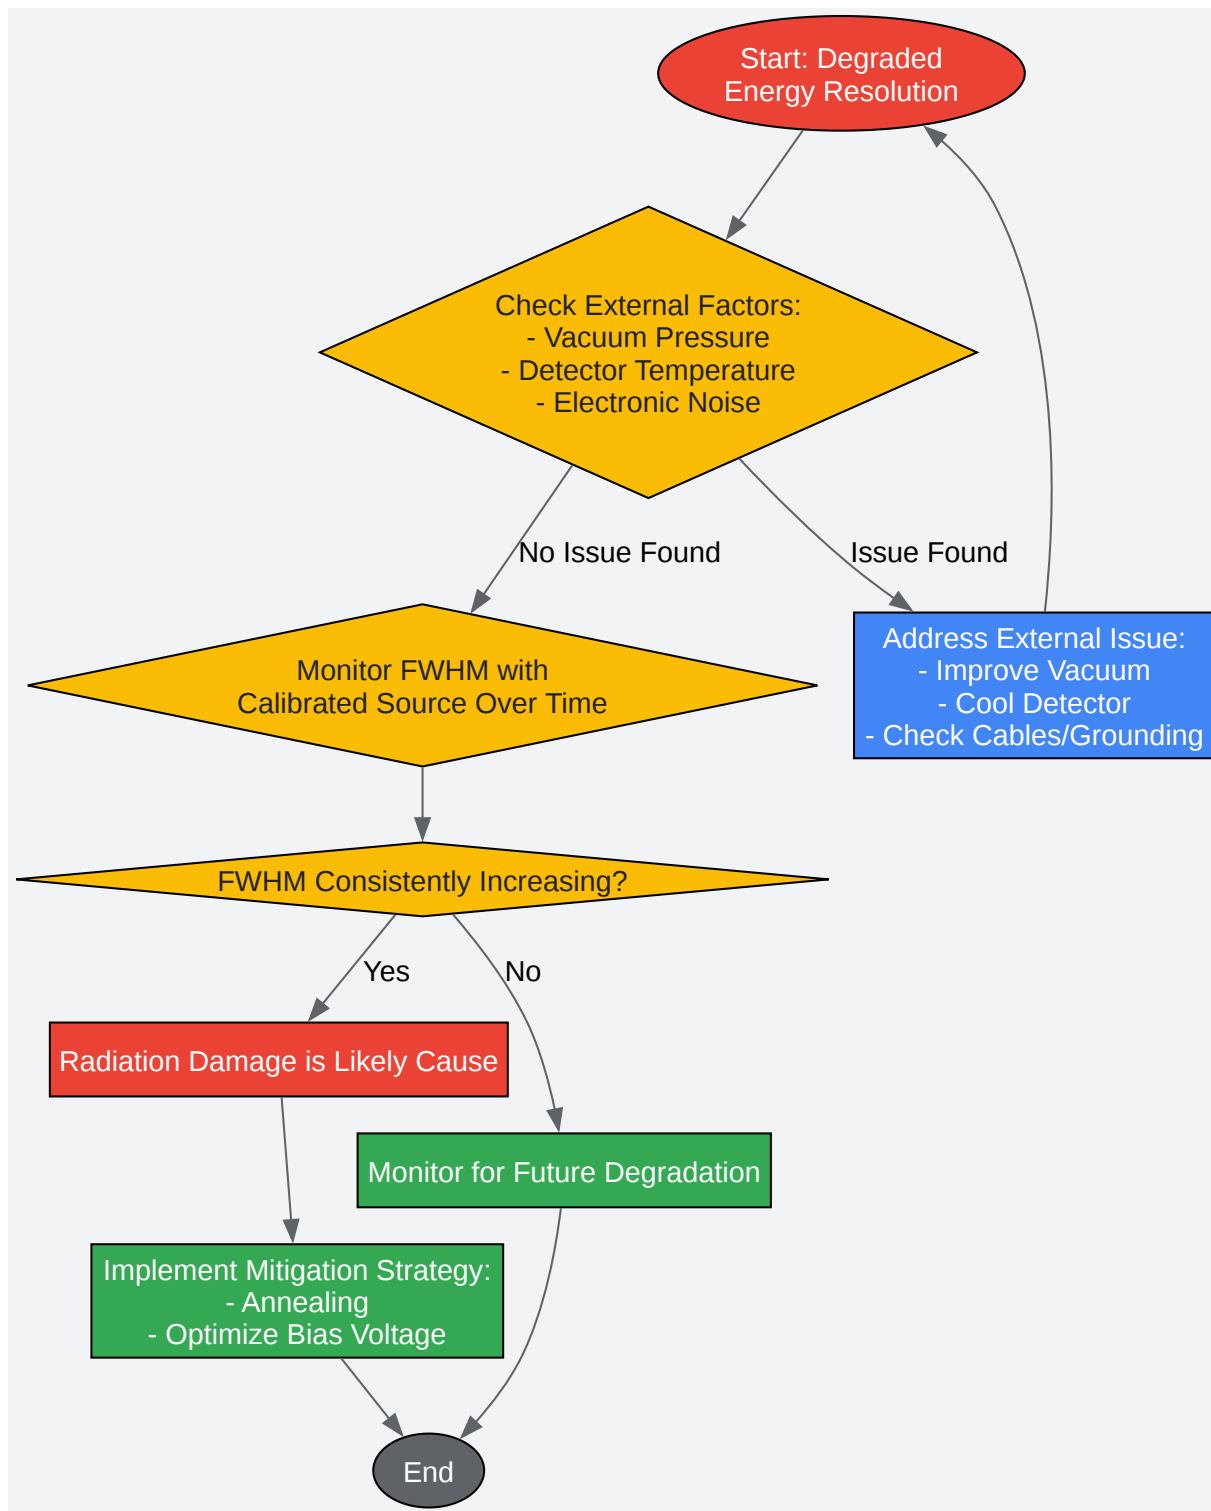 Start: Degraded
Energy Resolution
Check External Factors:
- Vacuum Pressure
- Detector Temperature
- Electronic Noise
No Issue Found
Issue Found
Monitor FWHM with
Calibrated Source Over Time
Address External Issue:
- Improve Vacuum
- Cool Detector
- Check Cables/Grounding
FWHM Consistently Increasing?
Yes
No
Radiation Damage is Likely Cause
Monitor for Future Degradation
Implement Mitigation Strategy:
- Annealing
- Optimize Bias Voltage
End